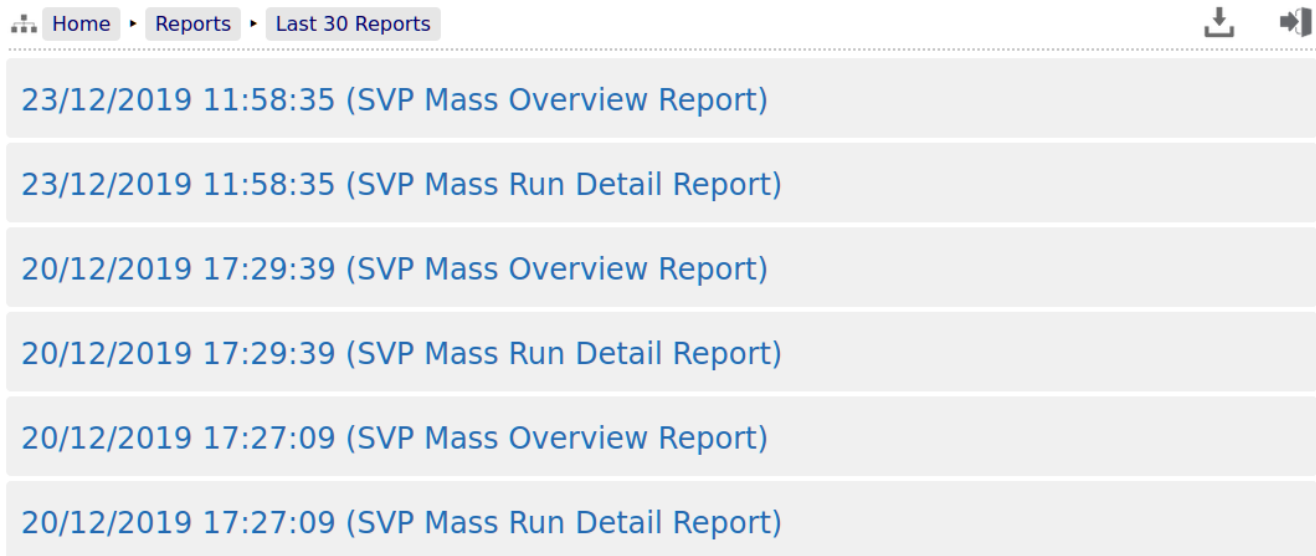 Home ‣ Reports ‣ Last 30 Reports
23/12/2019 11:58:35 (SVP Mass Overview Report)
23/12/2019 11:58:35 (SVP Mass Run Detail Report)
20/12/2019 17:29:39 (SVP Mass Overview Report)
20/12/2019 17:29:39 (SVP Mass Run Detail Report)
20/12/2019 17:27:09 (SVP Mass Overview Report)
20/12/2019 17:27:09 (SVP Mass Run Detail Report)